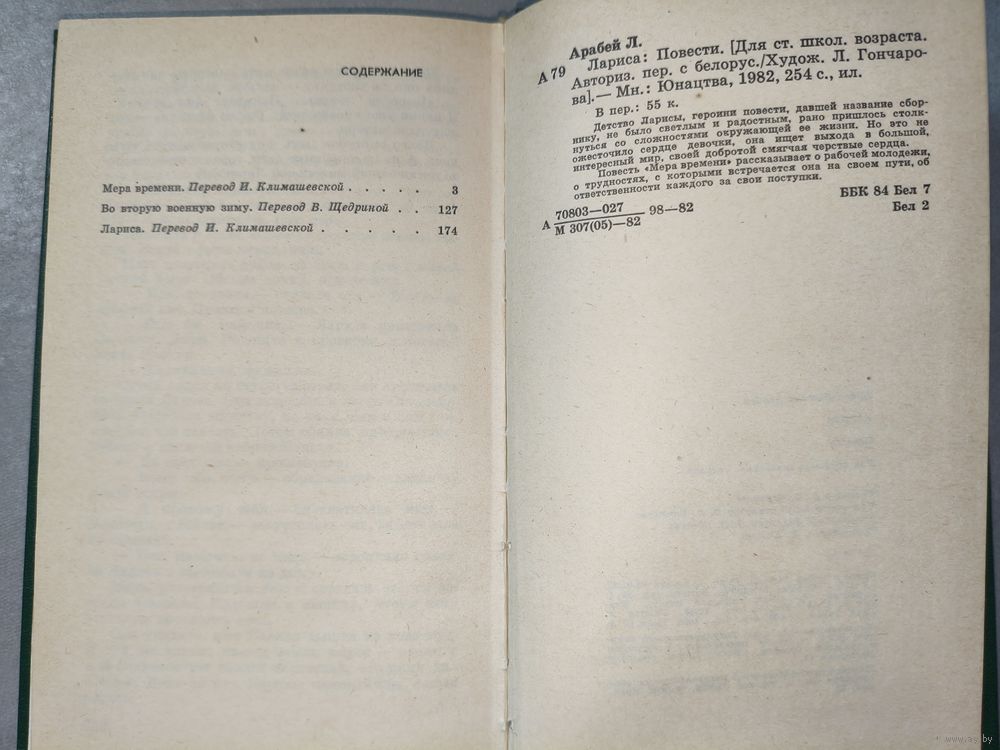 СОДЕРЖАНИЕ
Мера времени. Перевод И. Климашевской . . . . . 3
Во вторую военную зиму. Перевод В. Щедриной . . 127
Лариса. Перевод И. Климашевской . . . . . . 174
Арабей Л.
А 79 Лариса: Повести. [Для ст. школ. возраста.
Авториз. пер. с белорус./Худож. Л. Гончаро-
ва].— Мн.: Юнацтва, 1982, 254 с., ил.
В пер.: 55 к.
Детство Ларисы, героини повести, давшей название сбор-
нику, не было светлым и радостным, рано пришлось столк-
нуться со сложностями окружающей ее жизни. Но это не
ожесточило сердце девочки, она ищет выхода в большой,
интересный мир, своей добротой смягчая черствые сердца.
Повесть «Мера времени» рассказывает о рабочей молодежи,
о трудностях, с которыми встречается она на своем пути, об
ответственности каждого за свои поступки.
А 70803—027 98—82
М 307(05)—82
ББК 84 Бел 7
Бел 2
www.ay.by